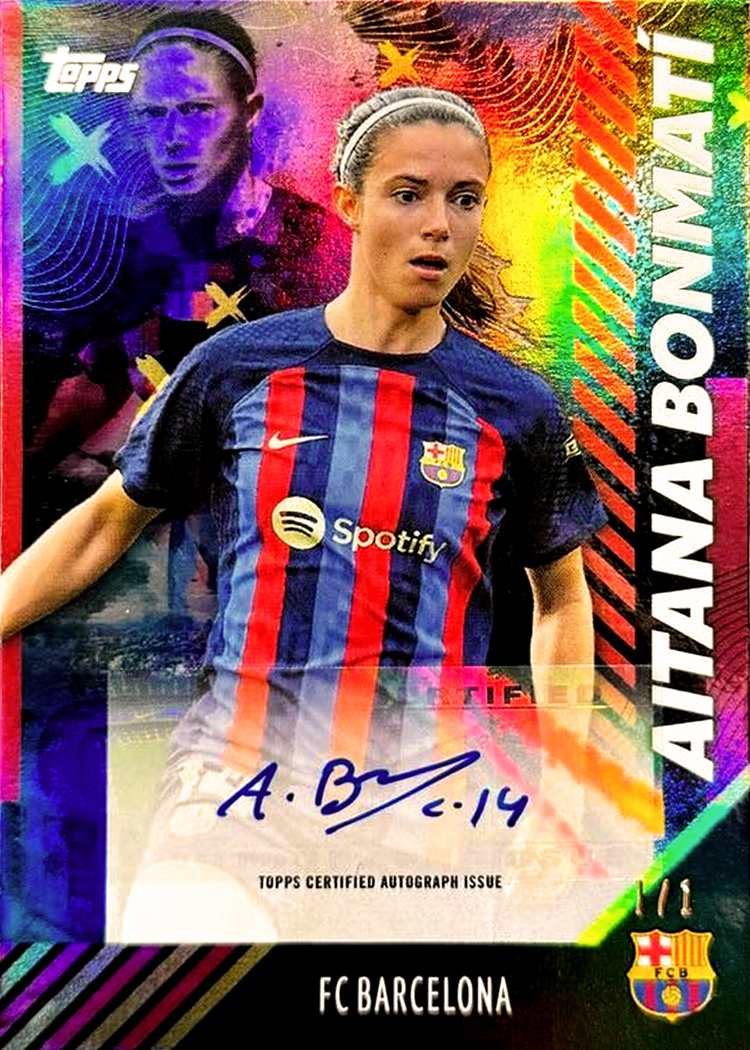 topps
AITANA BONMATÍ
Spotify
A. B
c.14
TOPPS CERTIFIED AUTOGRAPH ISSUE
1/1
FCB
FC BARCELONA